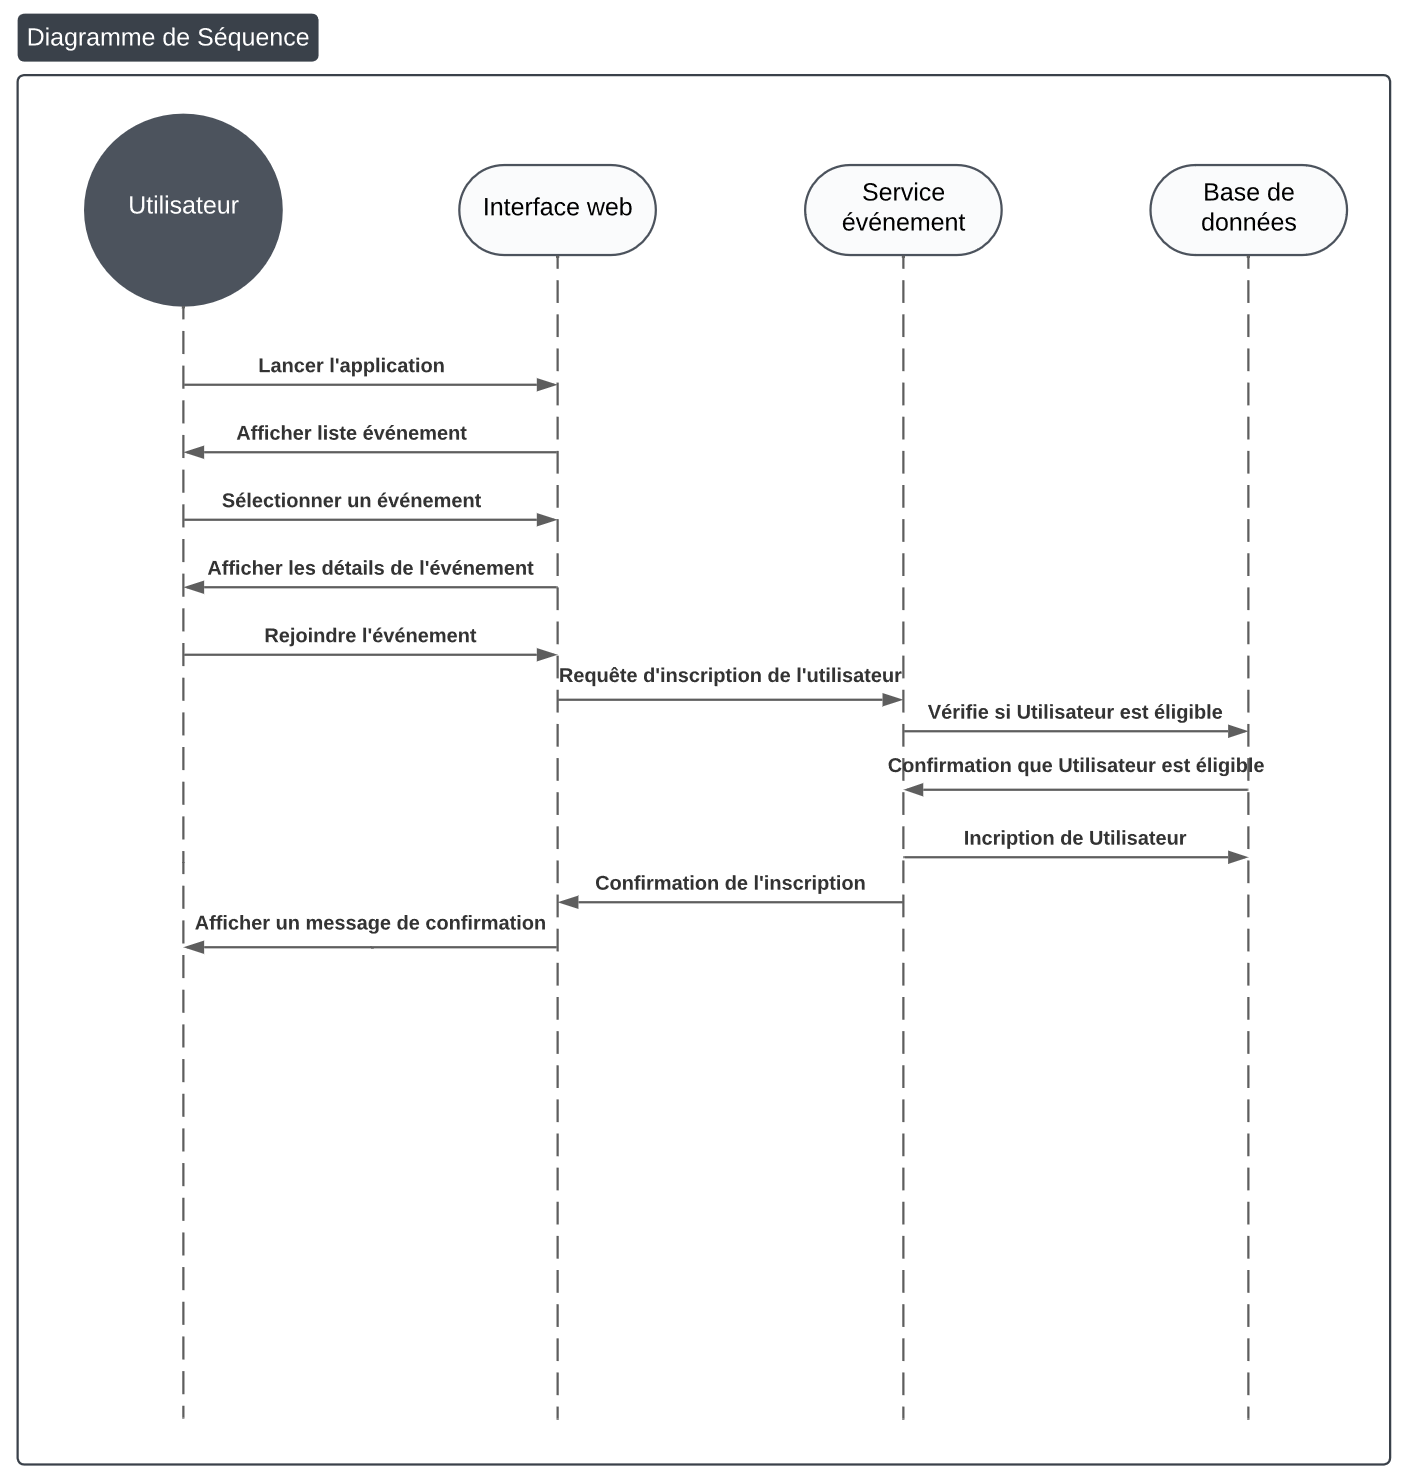 Diagramme de Séquence
Utilisateur
Interface web
Service
événement
Base de
données
Lancer l'application
Afficher liste événement
Sélectionner un événement
Afficher les détails de l'événement
Rejoindre l'événement
Requête d'inscription de l'utilisateur
Vérifie si Utilisateur est éligible
Confirmation que Utilisateur est éligible
Incription de Utilisateur
Confirmation de l'inscription
Afficher un message de confirmation